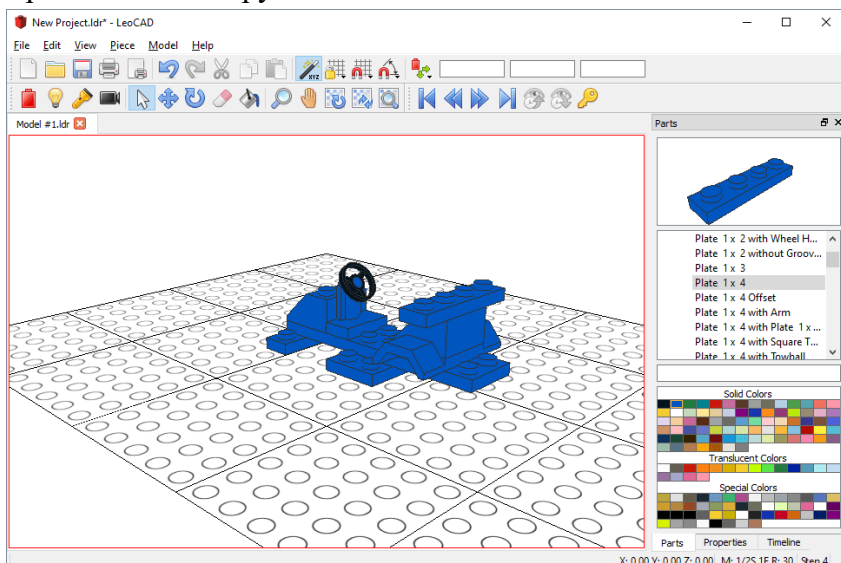 New Project.ldr* - LeoCAD
File Edit View Piece Model Help
XYZ
Model #1.ldr
Parts
Plate 1 x 2 with Wheel H...
Plate 1 x 2 without Groov...
Plate 1 x 3
Plate 1 x 4
Plate 1 x 4 Offset
Plate 1 x 4 with Arm
Plate 1 x 4 with Plate 1 x ...
Plate 1 x 4 with Square T...
Plate 1 x 4 with Towball
Solid Colors
Translucent Colors
Special Colors
Parts Properties Timeline
X: 0.00 Y: 0.00 Z: 0.00 M: 1/2S 1F R: 30 Step 4